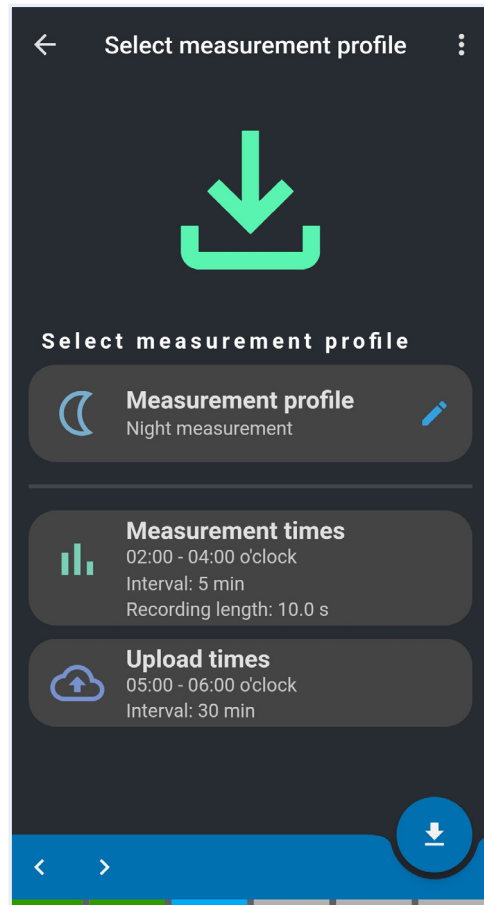 Select measurement profile
Select measurement profile
Measurement profile
Night measurement
Measurement times
02:00 - 04:00 o'clock
Interval: 5 min
Recording length: 10.0 s
Upload times
05:00 - 06:00 o'clock
Interval: 30 min